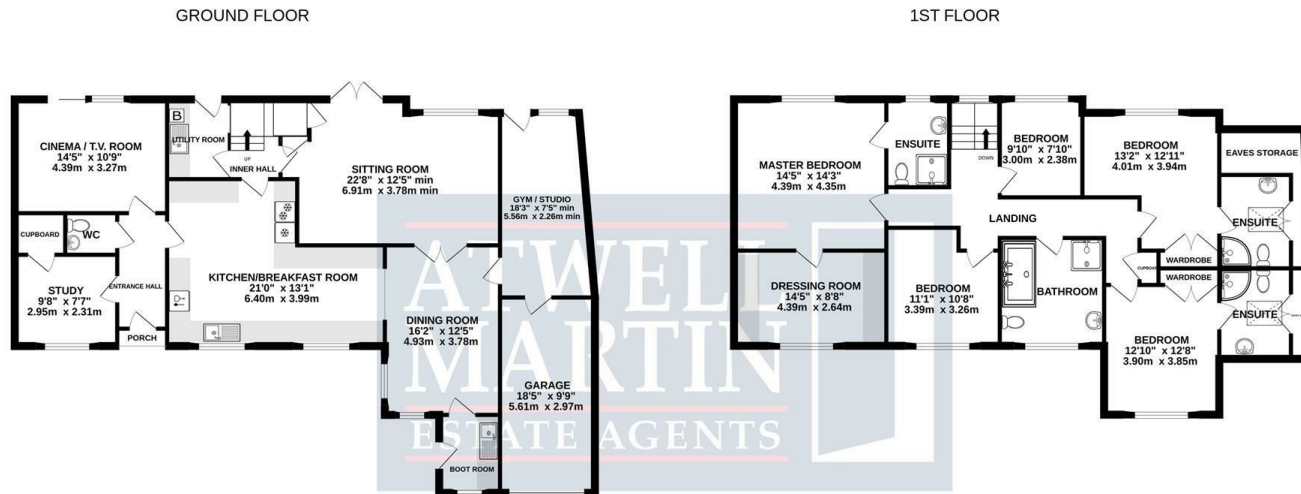 GROUND FLOOR
CINEMA / T.V. ROOM
14'5" x 10'9"
4.39m x 3.27m
B
UTILITY ROOM
UP
INNER HALL
SITTING ROOM
22'8" x 12'5" min
6.91m x 3.78m min
GYM / STUDIO
18'3" x 7'5" min
5.56m x 2.26m min
CUPBOARD
WC
STUDY
9'8" x 7'7"
2.95m x 2.31m
ENTRANCE HALL
PORCH
KITCHEN/BREAKFAST ROOM
21'0" x 13'1"
6.40m x 3.99m
DINING ROOM
16'2" x 12'5"
4.93m x 3.78m
GARAGE
18'5" x 9'9"
5.61m x 2.97m
BOOT ROOM
1ST FLOOR
MASTER BEDROOM
14'5" x 14'3"
4.39m x 4.35m
ENSUITE
DOWN
BEDROOM
9'10" x 7'10"
3.00m x 2.38m
BEDROOM
13'2" x 12'11"
4.01m x 3.94m
EAVES STORAGE
ENSUITE
LANDING
WARDROBE
WARDROBE
CUPBOARD
DRESSING ROOM
14'5" x 8'8"
4.39m x 2.64m
BEDROOM
11'1" x 10'8"
3.39m x 3.26m
BATHROOM
ENSUITE
BEDROOM
12'10" x 12'8"
3.90m x 3.85m
ATWELL
MARTIN
ESTATE AGENTS